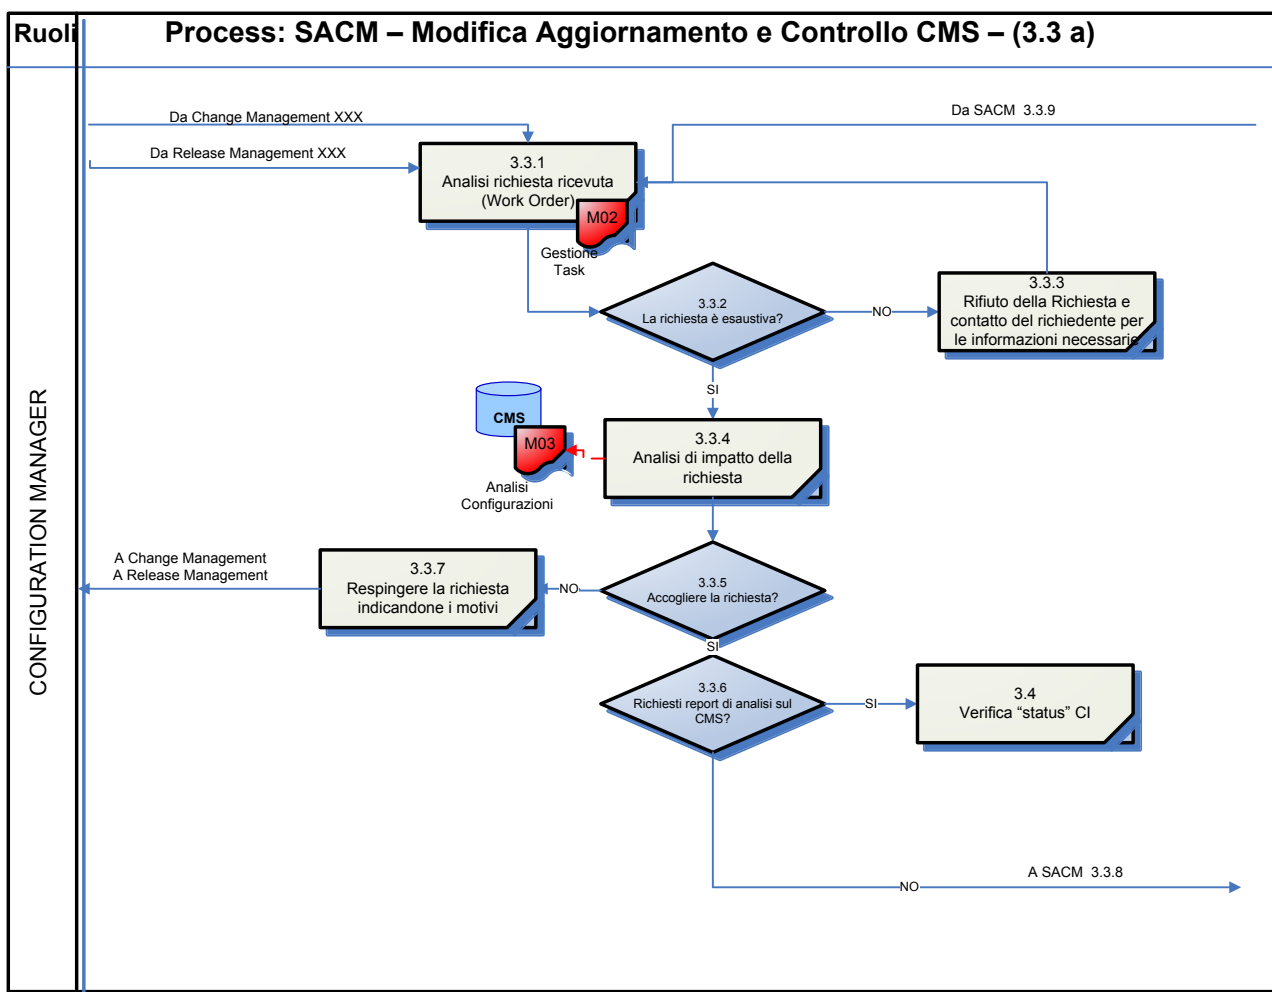 Ruoli
Process: SACM – Modifica Aggiornamento e Controllo CMS – (3.3 a)
Da Change Management XXX
Da SACM 3.3.9
Da Release Management XXX
3.3.1
Analisi richiesta ricevuta
(Work Order)
M02
Gestione
Task
3.3.2
La richiesta è esaustiva?
NO
3.3.3
Rifiuto della Richiesta e
contatto del richiedente per
le informazioni necessarie
SI
CMS
M03
Analisi
Configurazioni
3.3.4
Analisi di impatto della
richiesta
CONFIGURATION MANAGER
A Change Management
A Release Management
3.3.7
Respingere la richiesta
indicandone i motivi
NO
3.3.5
Accogliere la richiesta?
SI
3.3.6
Richiesti report di analisi sul
CMS?
SI
3.4
Verifica “status” CI
NO
A SACM 3.3.8